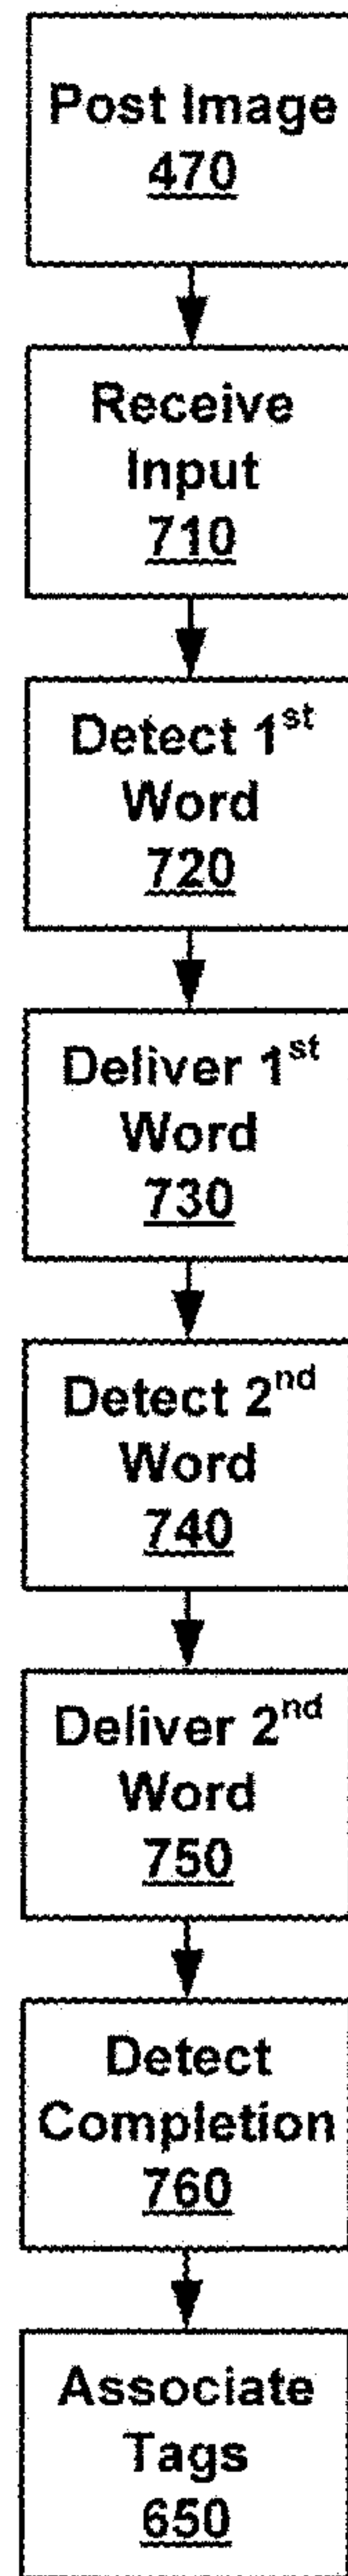 Post Image
470
Receive
Input
710
Detect 1st
Word
720
Deliver 1st
Word
730
Detect 2nd
Word
740
Deliver 2nd
Word
750
Detect
Completion
760
Associate
Tags
650